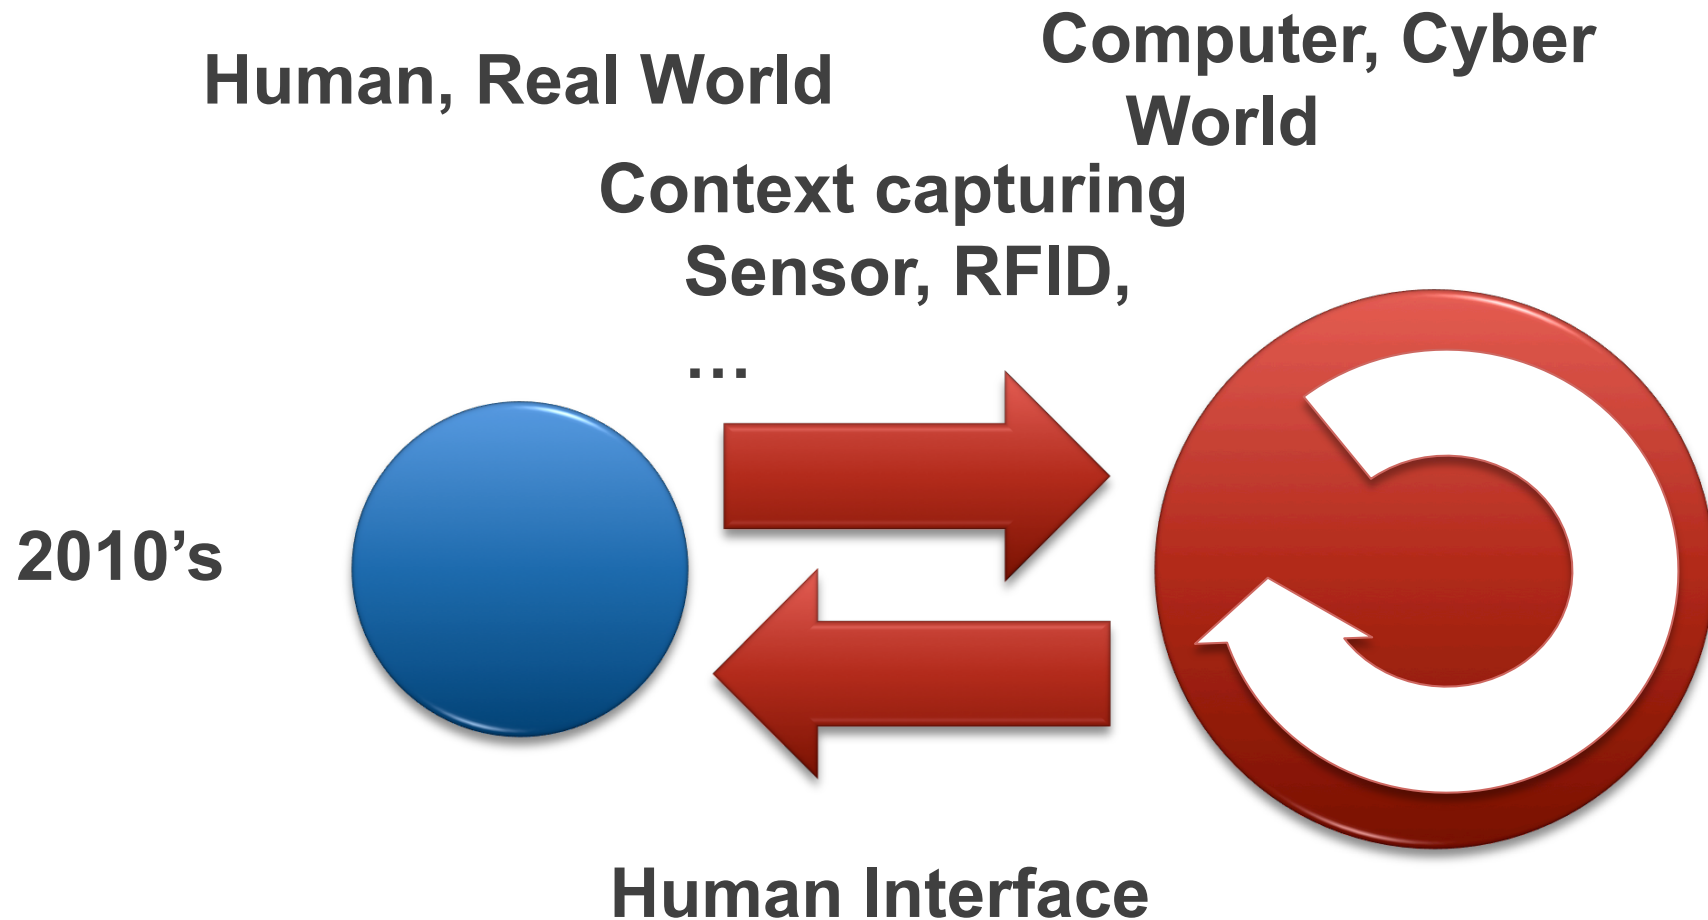 Human, Real World
Computer, Cyber
World
Context capturing
Sensor, RFID,
…
2010’s
Human Interface